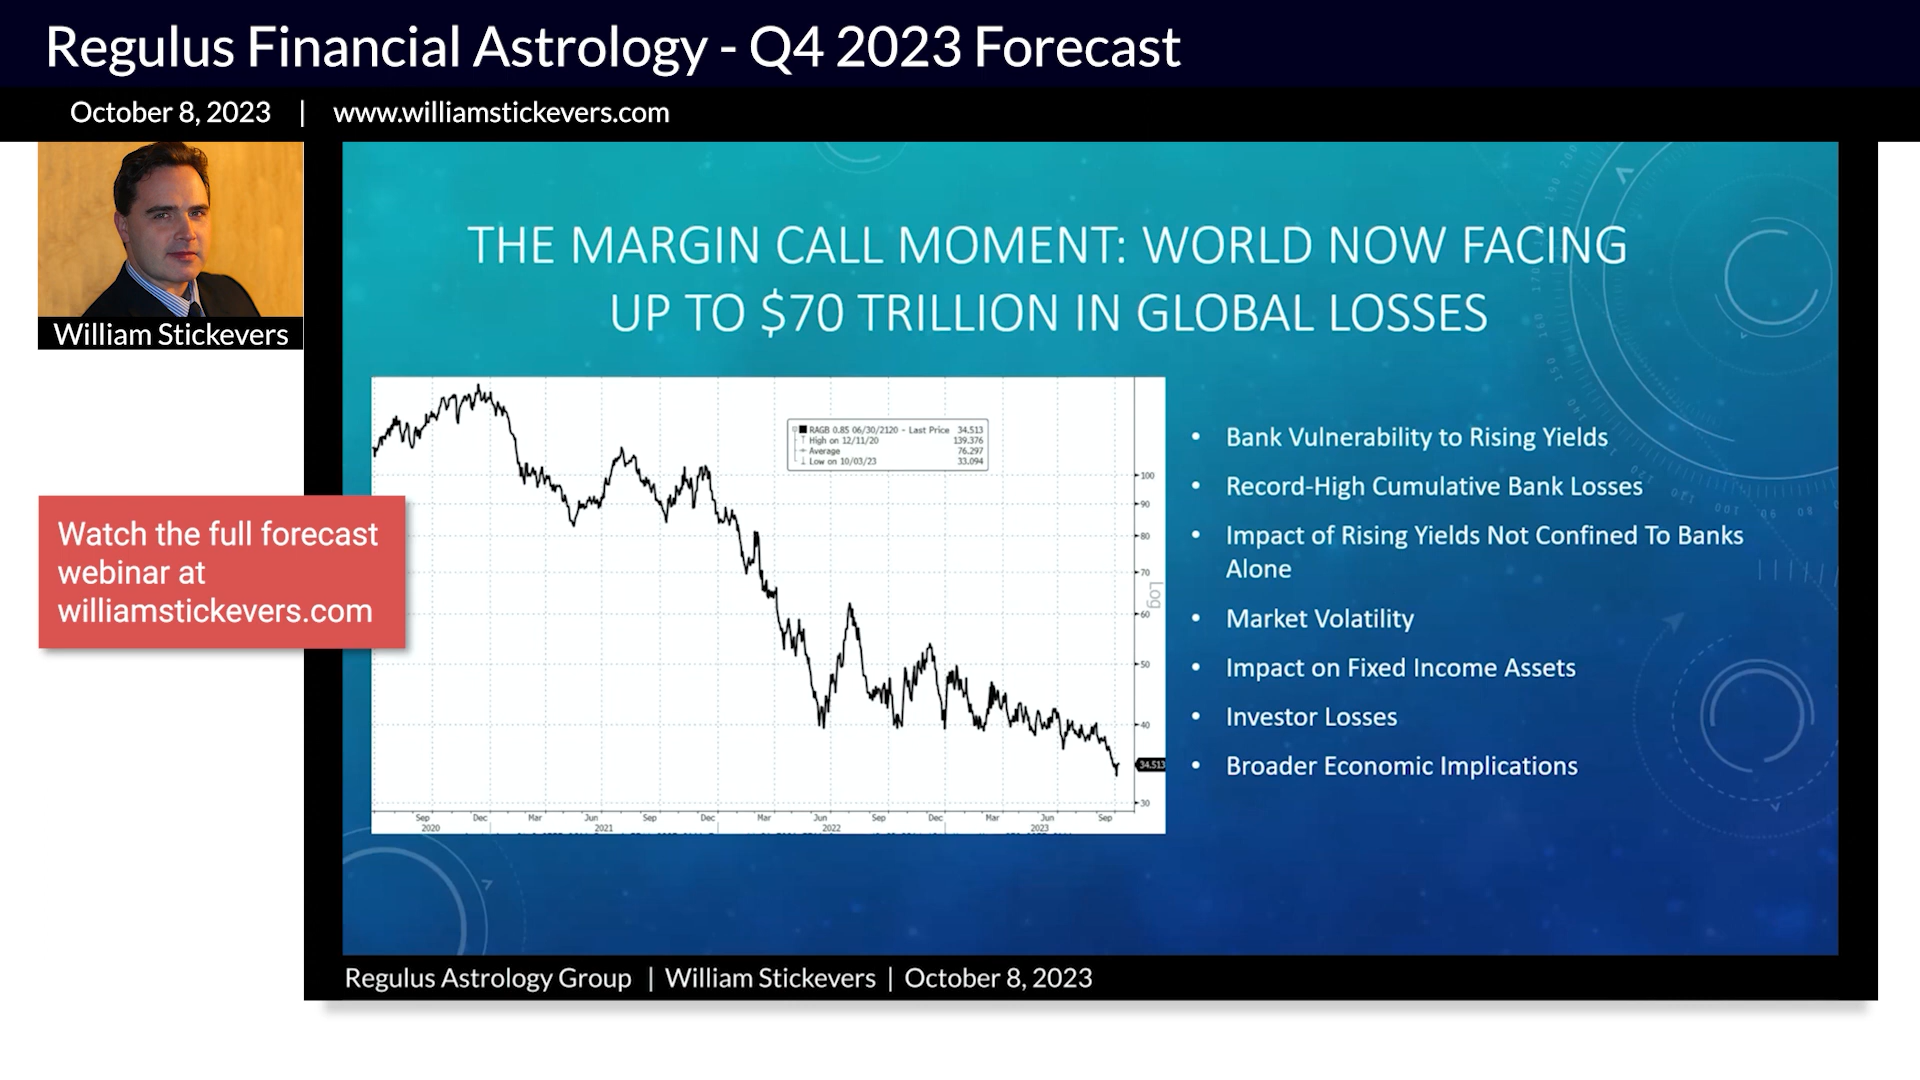 Regulus Financial Astrology - Q4 2023 Forecast
October 8, 2023 | www.williamstickevers.com
William Stickevers
Watch the full forecast
webinar at
williamstickevers.com
THE MARGIN CALL MOMENT: WORLD NOW FACING
UP TO $70 TRILLION IN GLOBAL LOSSES
RAGB 0.85 06/30/2120 - Last Price 34.513
High on 12/11/20 139.376
Average 76.297
Low on 10/03/23 33.094
100
90
80
70
60
50
40
34.513
30
Log
Sep Dec Mar Jun Sep Dec Mar Jun Sep Dec Mar Jun Sep
2020 2021 2022 2023
• Bank Vulnerability to Rising Yields
• Record-High Cumulative Bank Losses
• Impact of Rising Yields Not Confined To Banks
Alone
• Market Volatility
• Impact on Fixed Income Assets
• Investor Losses
• Broader Economic Implications
Regulus Astrology Group | William Stickevers | October 8, 2023